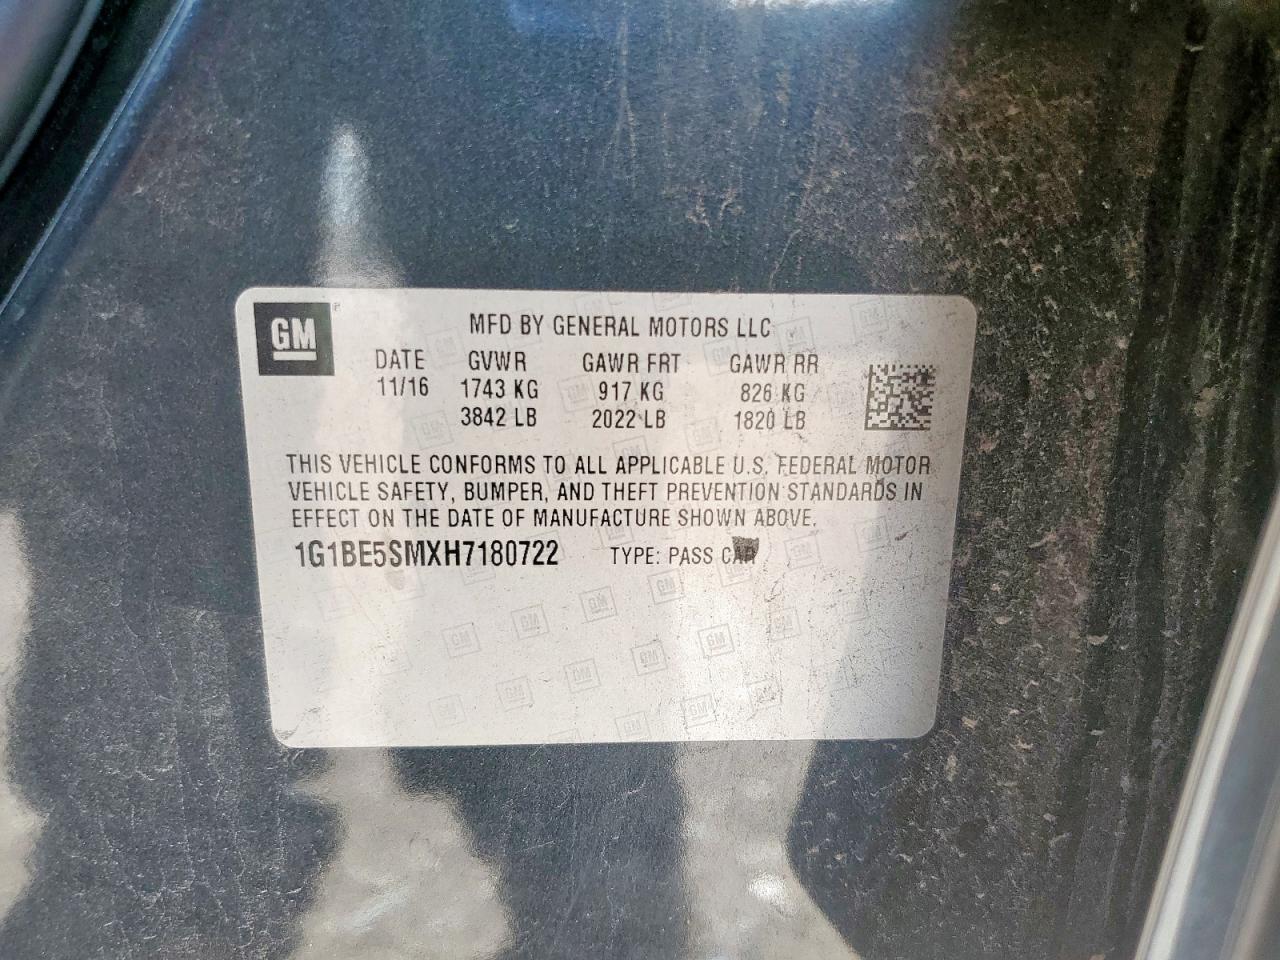 GM
MFD BY GENERAL MOTORS LLC
DATE GVWR GAWR FRT GAWR RR
11/16 1743 KG 917 KG 826 KG
3842 LB 2022 LB 1820 LB
THIS VEHICLE CONFORMS TO ALL APPLICABLE U.S. FEDERAL MOTOR
VEHICLE SAFETY, BUMPER, AND THEFT PREVENTION STANDARDS IN
EFFECT ON THE DATE OF MANUFACTURE SHOWN ABOVE.
1G1BE5SMXH7180722 TYPE: PASS CAR